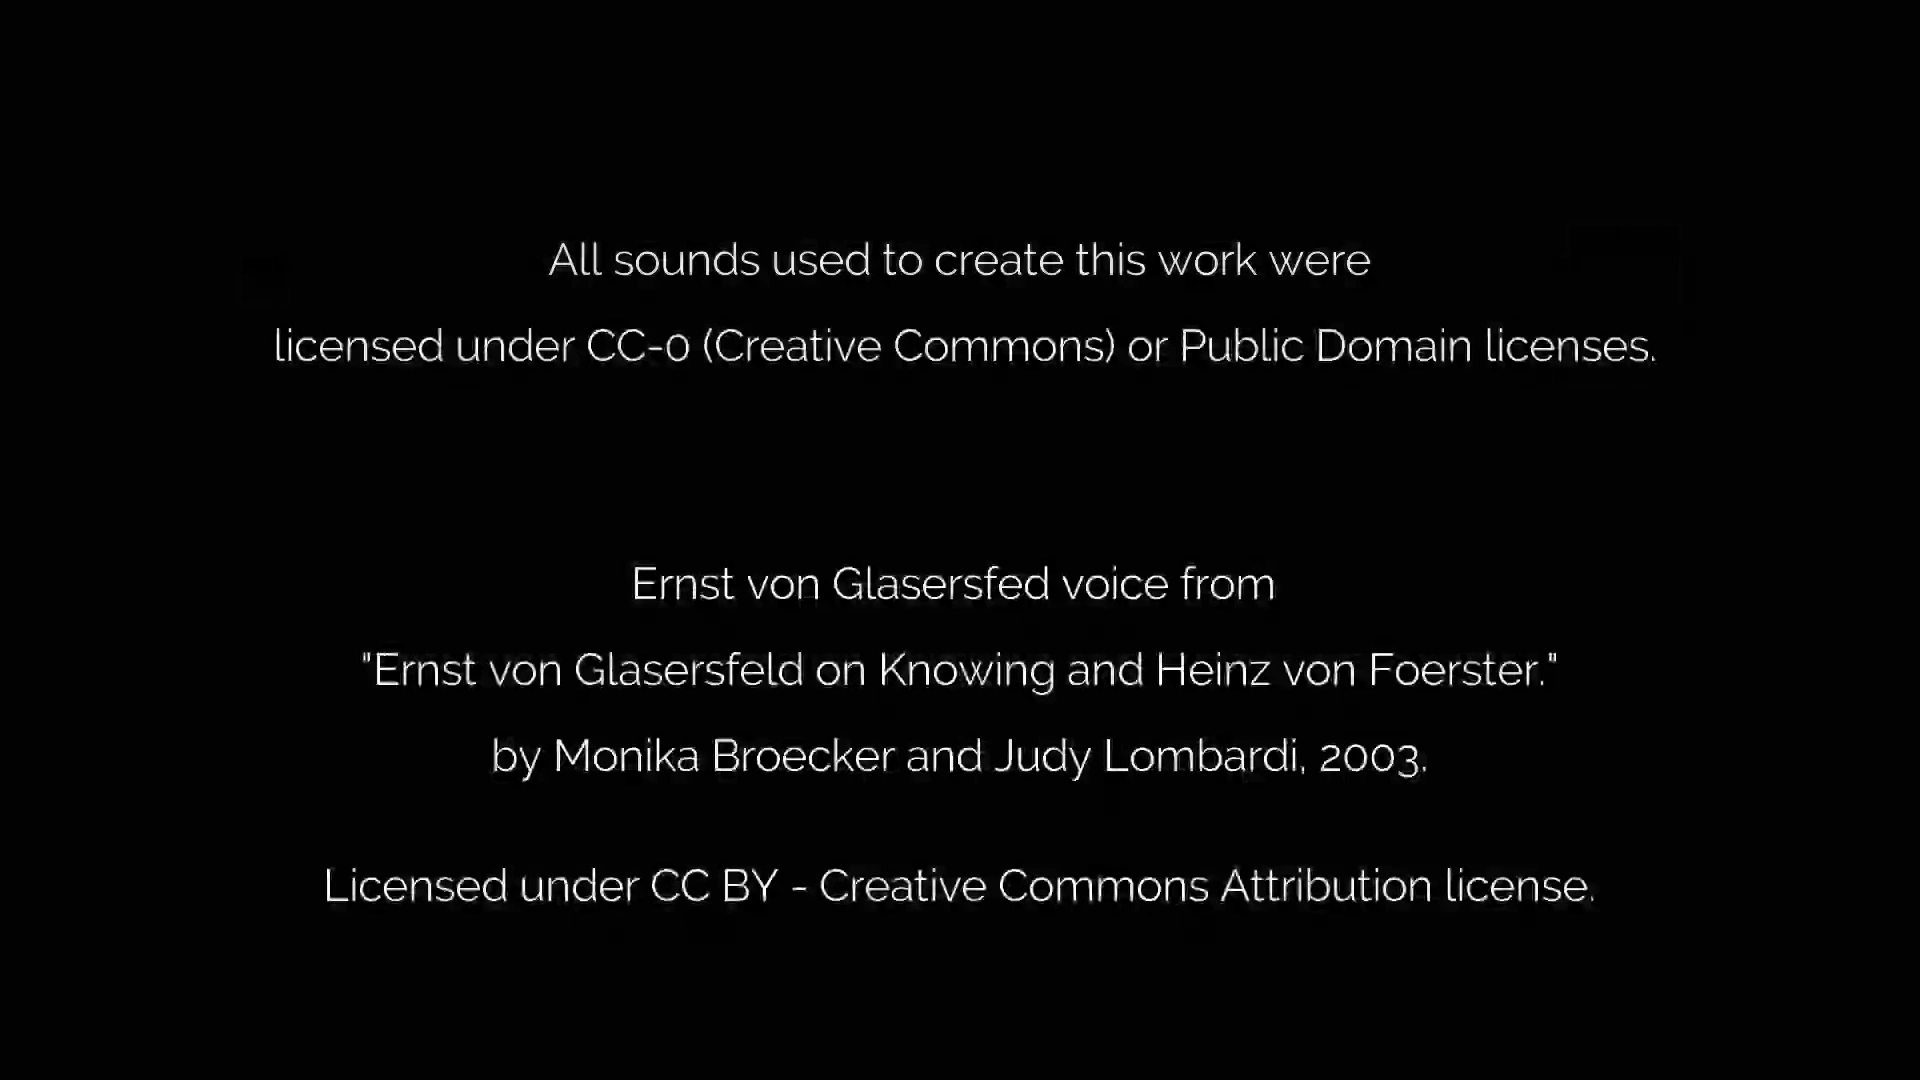 All sounds used to create this work were
licensed under CC-0 (Creative Commons) or Public Domain licenses.
Ernst von Glasersfed voice from
"Ernst von Glasersfeld on Knowing and Heinz von Foerster."
by Monika Broecker and Judy Lombardi, 2003.
Licensed under CC BY - Creative Commons Attribution license.